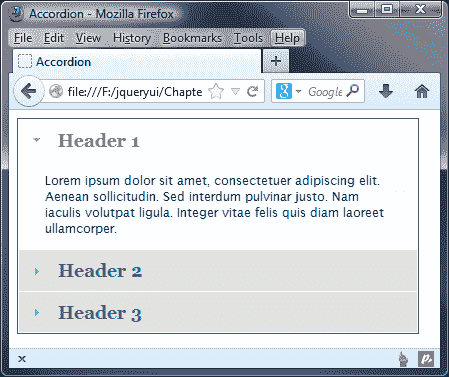 Accordion - Mozilla Firefox
File Edit View History Bookmarks Tools Help
Accordion
file:///F:/jqueryui/Chapte
Google
Header 1
Lorem ipsum dolor sit amet, consectetuer adipiscing elit.
Aenean sollicitudin. Sed interdum pulvinar justo. Nam
iaculis volutpat ligula. Integer vitae felis quis diam laoreet
ullamcorper.
Header 2
Header 3